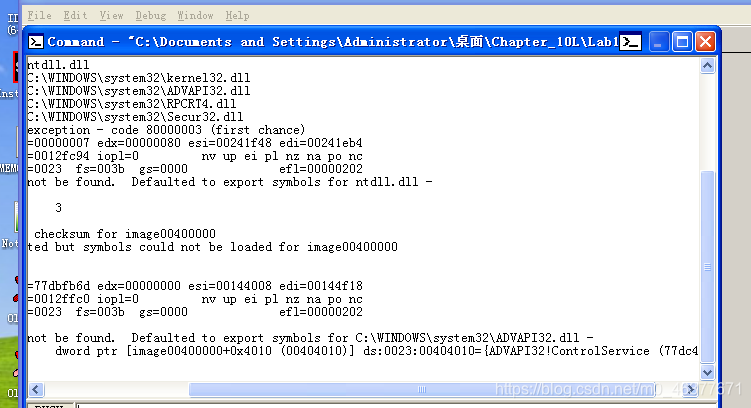 File Edit View Debug Window Help
Command - "C:\Documents and Settings\Administrator\桌面\Chapter_10L\Lab1
ntdll.dll
C:\WINDOWS\system32\kernel32.dll
C:\WINDOWS\system32\ADVAPI32.dll
C:\WINDOWS\system32\RPCRT4.dll
C:\WINDOWS\system32\Secur32.dll
exception - code 80000003 (first chance)
=00000007 edx=00000080 esi=00241f48 edi=00241eb4
=0012fc94 iopl=0 nv up ei pl nz na po nc
=0023 fs=003b gs=0000 efl=00000202
not be found. Defaulted to export symbols for ntdll.dll -
3
checksum for image00400000
ted but symbols could not be loaded for image00400000
=77dbfb6d edx=00000000 esi=00144008 edi=00144f18
=0012ffc0 iopl=0 nv up ei pl nz na po nc
=0023 fs=003b gs=0000 efl=00000202
not be found. Defaulted to export symbols for C:\WINDOWS\system32\ADVAPI32.dll -
dword ptr [image00400000+0x4010 (00404010)] ds:0023:00404010={ADVAPI32!ControlService (77dc4